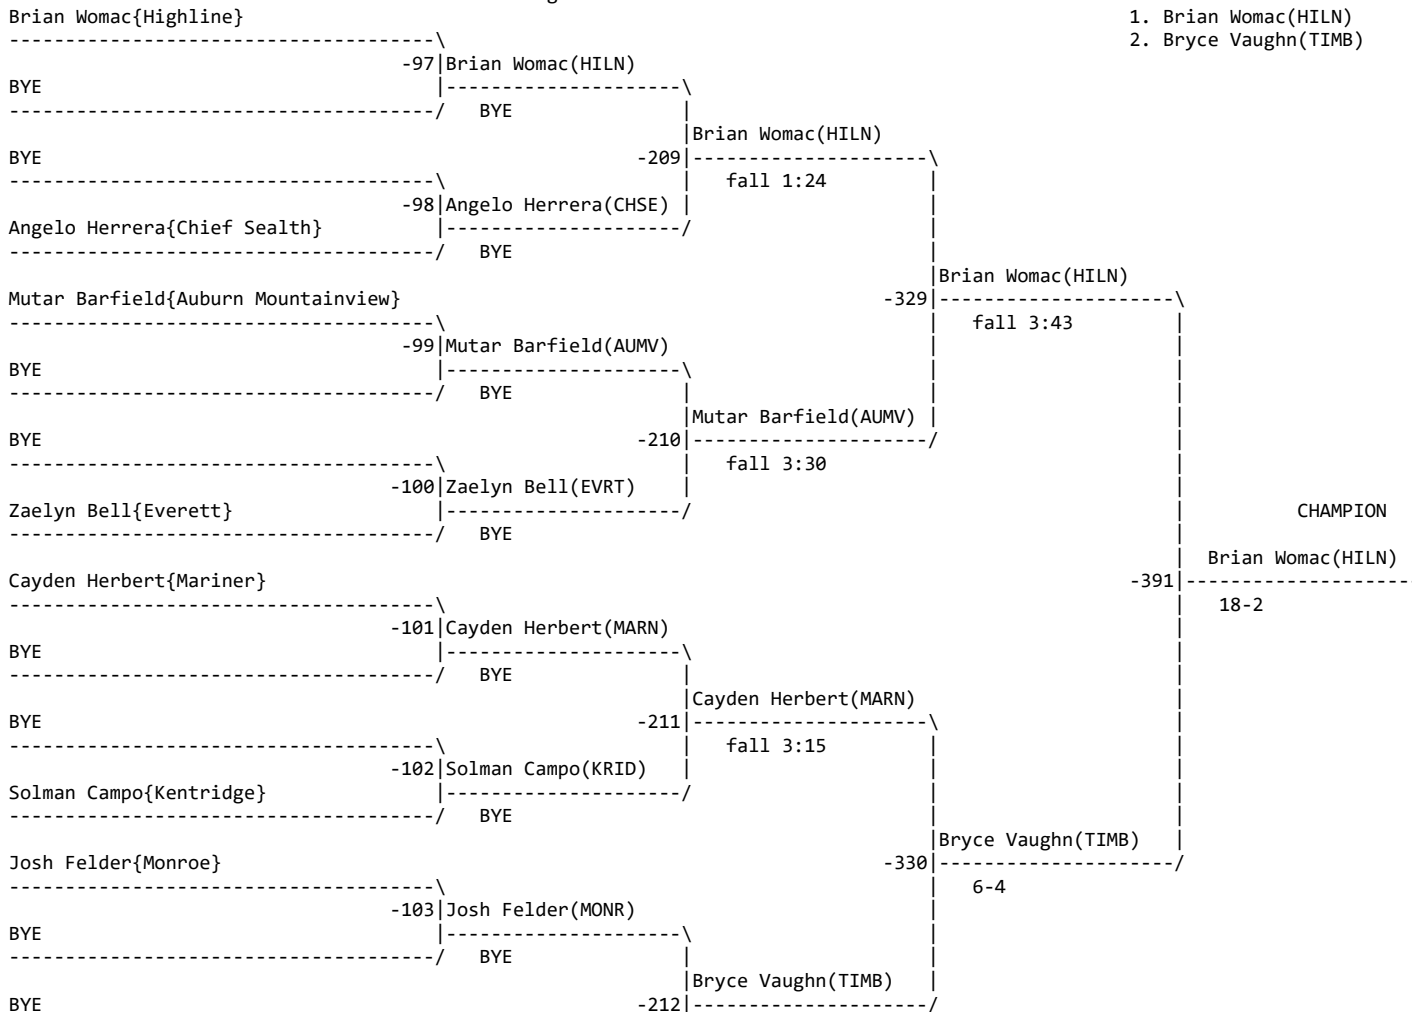 Brian Womac{Highline} 1. Brian Womac(HILN)
--------------------------------------\ 2. Bryce Vaughn(TIMB)
-97|Brian Womac(HILN)
BYE |---------------------\
--------------------------------------/ BYE |
|Brian Womac(HILN)
BYE -209|---------------------\
--------------------------------------\ | fall 1:24 |
-98|Angelo Herrera(CHSE) | |
Angelo Herrera{Chief Sealth} |---------------------/ |
--------------------------------------/ BYE |
|Brian Womac(HILN)
Mutar Barfield{Auburn Mountainview} -329|---------------------\
--------------------------------------\ | fall 3:43 |
-99|Mutar Barfield(AUMV) | |
BYE |---------------------\ | |
--------------------------------------/ BYE | | |
|Mutar Barfield(AUMV) | |
BYE -210|---------------------/ |
--------------------------------------\ | fall 3:30 |
-100|Zaelyn Bell(EVRT) | |
Zaelyn Bell{Everett} |---------------------/ | CHAMPION
--------------------------------------/ BYE |
| Brian Womac(HILN)
Cayden Herbert{Mariner} -391|--------------------
--------------------------------------\ | 18-2
-101|Cayden Herbert(MARN) |
BYE |---------------------\ |
--------------------------------------/ BYE | |
|Cayden Herbert(MARN) |
BYE -211|---------------------\ |
--------------------------------------\ | fall 3:15 | |
-102|Solman Campo(KRID) | | |
Solman Campo{Kentridge} |---------------------/ | |
--------------------------------------/ BYE | |
|Bryce Vaughn(TIMB) |
Josh Felder{Monroe} -330|---------------------/
--------------------------------------\ | 6-4
-103|Josh Felder(MONR) |
BYE |---------------------\ |
--------------------------------------/ BYE | |
|Bryce Vaughn(TIMB) |
BYE -212|---------------------/